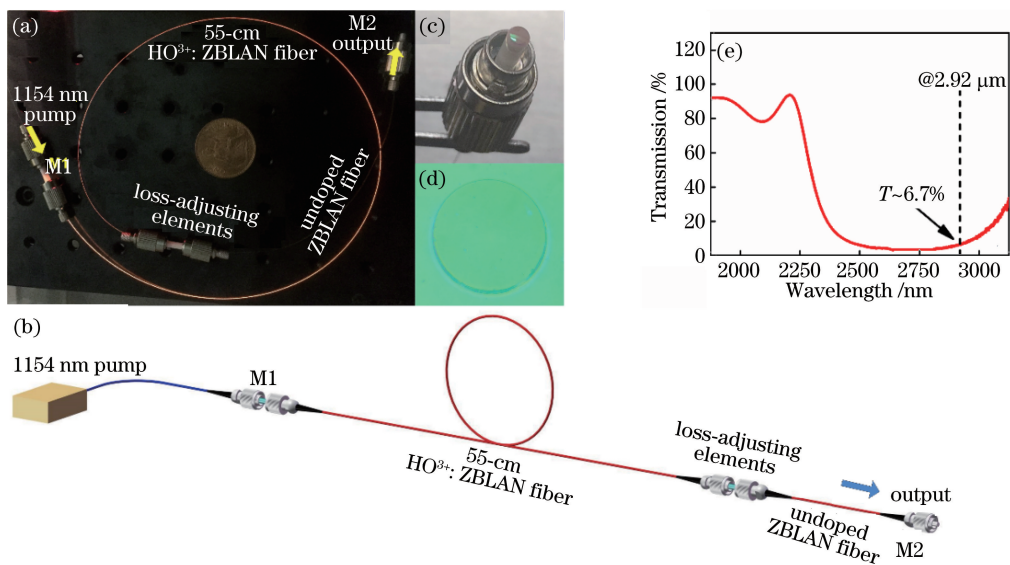 (a)
55-cm
HO³⁺: ZBLAN fiber
M2
output
1154 nm
pump
M1
loss-adjusting
elements
undoped
ZBLAN fiber
(c)
(d)
(e)
Transmission /%
120
100
80
60
40
20
0
@2.92 μm
T~6.7%
2000 2250 2500 2750 3000
Wavelength /nm
(b)
1154 nm pump
M1
55-cm
HO³⁺: ZBLAN fiber
loss-adjusting
elements
output
undoped
ZBLAN fiber
M2